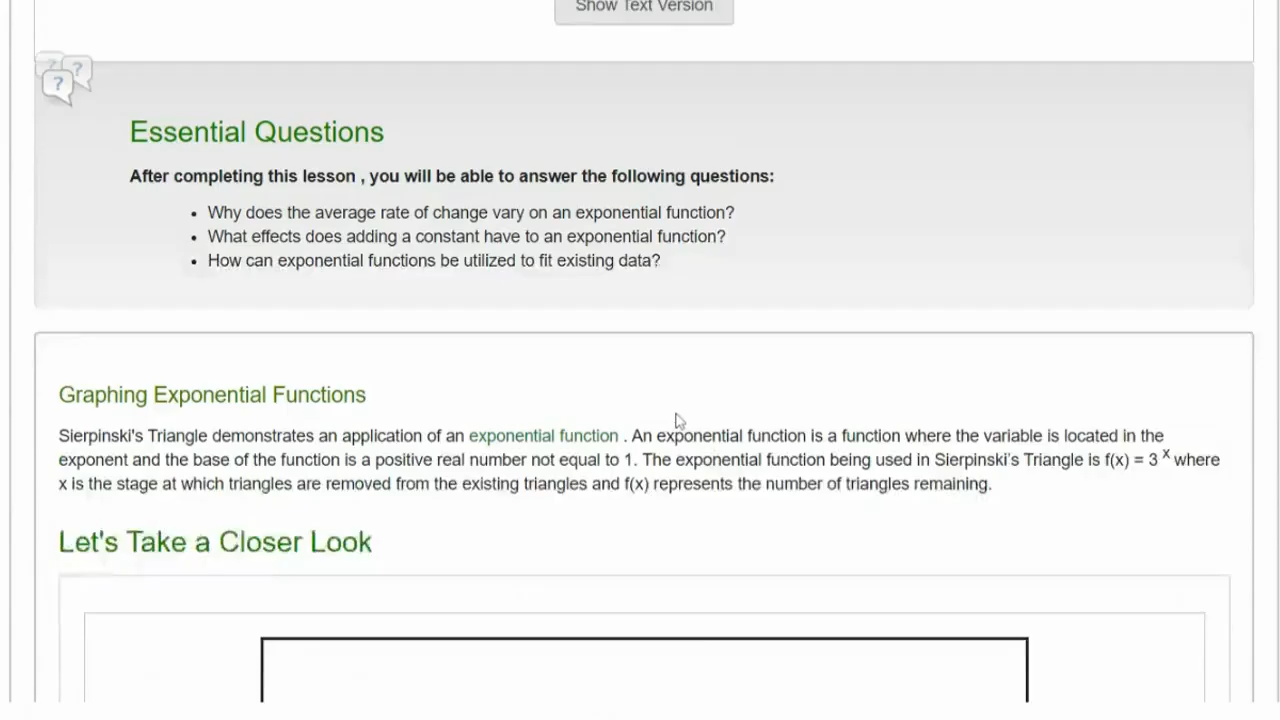 Show Text Version
? ? ?
Essential Questions
After completing this lesson , you will be able to answer the following questions:
• Why does the average rate of change vary on an exponential function?
• What effects does adding a constant have to an exponential function?
• How can exponential functions be utilized to fit existing data?
Graphing Exponential Functions
Sierpinski's Triangle demonstrates an application of an exponential function . An exponential function is a function where the variable is located in the
exponent and the base of the function is a positive real number not equal to 1. The exponential function being used in Sierpinski's Triangle is f(x) = 3 ˣ where
x is the stage at which triangles are removed from the existing triangles and f(x) represents the number of triangles remaining.
Let's Take a Closer Look